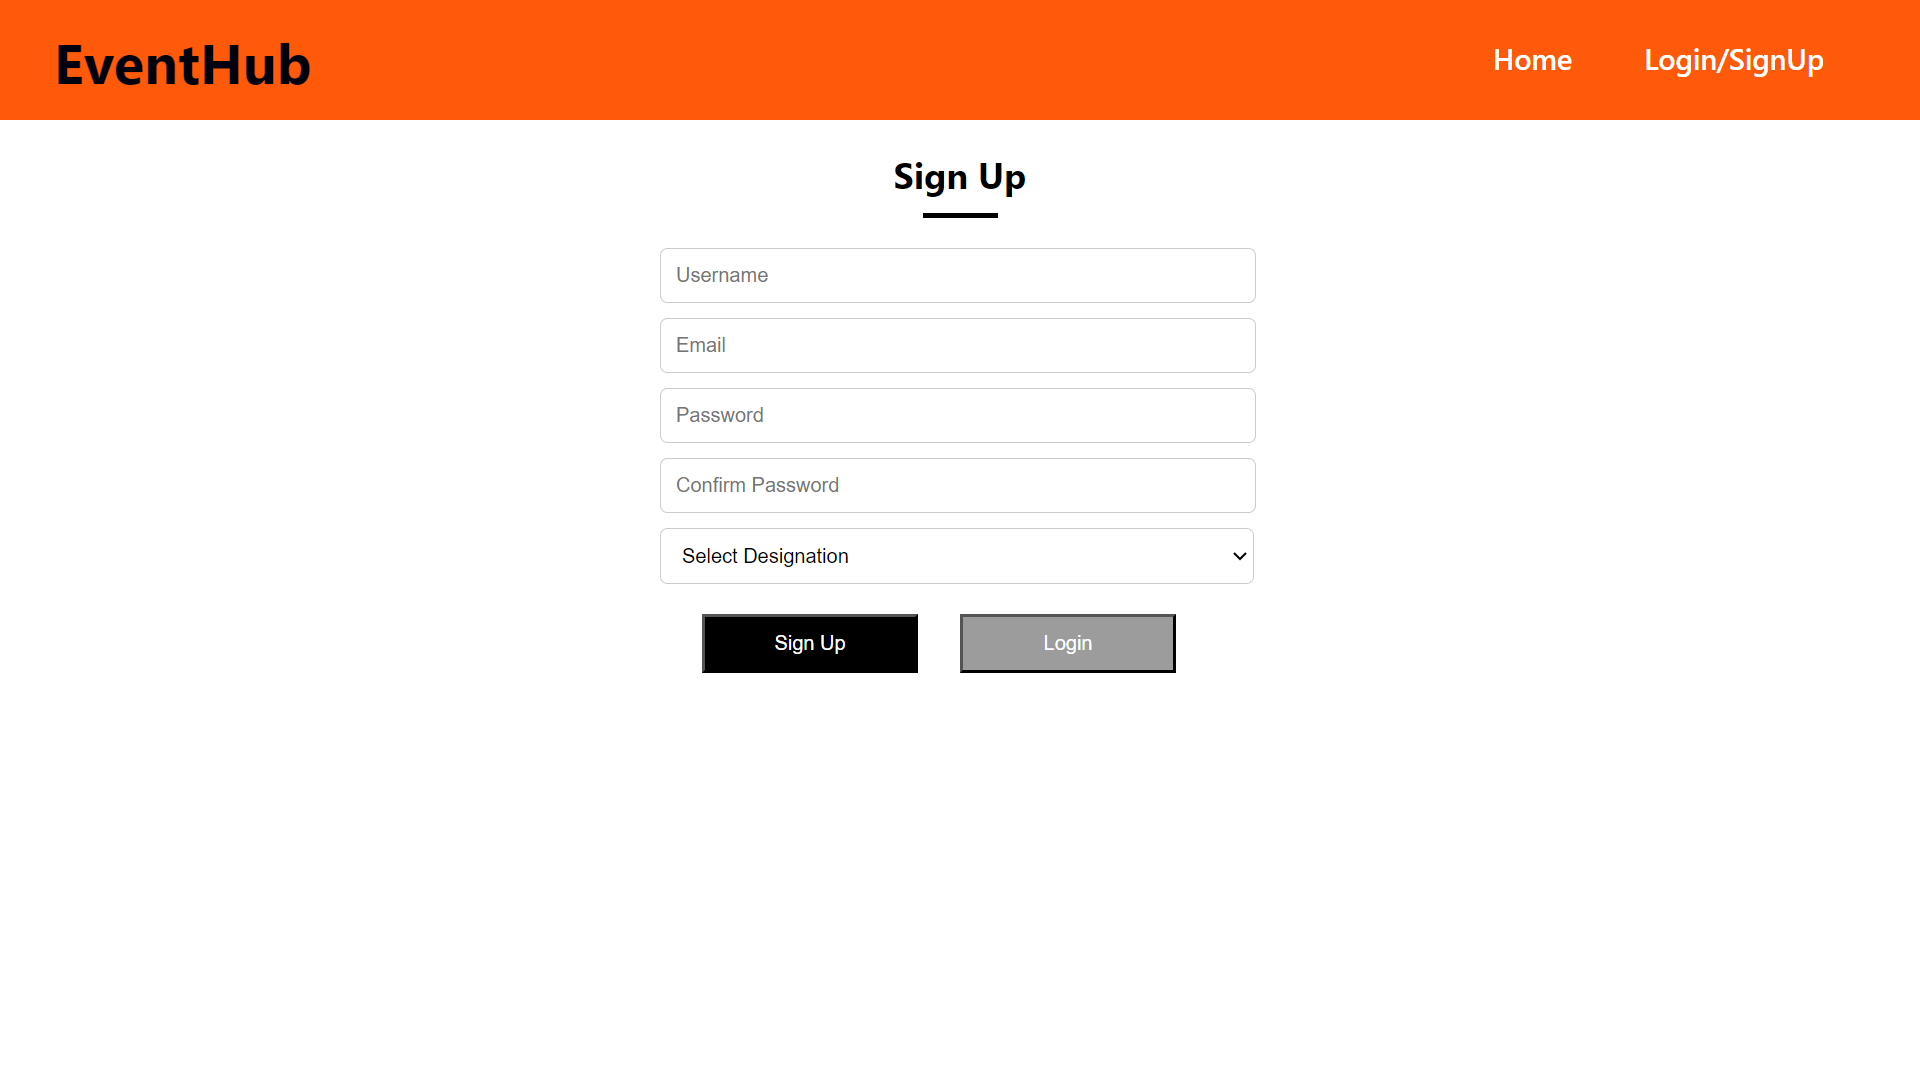 EventHub
Home
Login/SignUp
Sign Up
Username
Email
Password
Confirm Password
Select Designation
Sign Up
Login